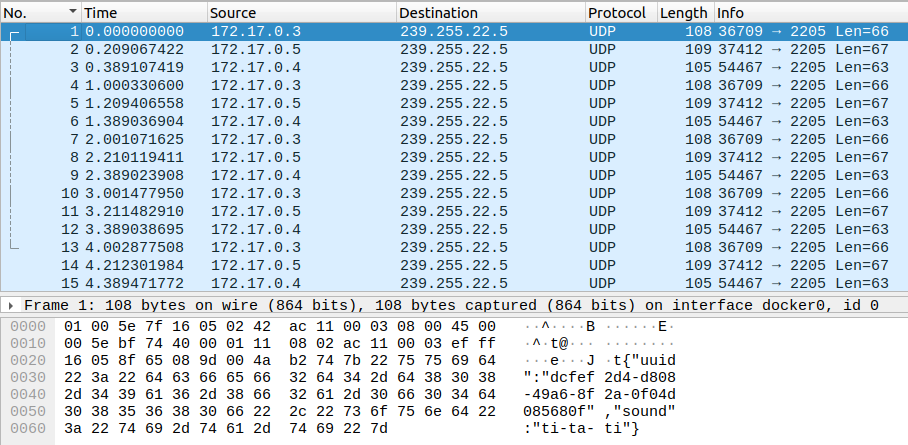 No. Time Source Destination Protocol Length Info
1 0.000000000 172.17.0.3 239.255.22.5 UDP 108 36709 → 2205 Len=66
2 0.209067422 172.17.0.5 239.255.22.5 UDP 109 37412 → 2205 Len=67
3 0.389107419 172.17.0.4 239.255.22.5 UDP 105 54467 → 2205 Len=63
4 1.000330600 172.17.0.3 239.255.22.5 UDP 108 36709 → 2205 Len=66
5 1.209406558 172.17.0.5 239.255.22.5 UDP 109 37412 → 2205 Len=67
6 1.389036904 172.17.0.4 239.255.22.5 UDP 105 54467 → 2205 Len=63
7 2.001071625 172.17.0.3 239.255.22.5 UDP 108 36709 → 2205 Len=66
8 2.210119411 172.17.0.5 239.255.22.5 UDP 109 37412 → 2205 Len=67
9 2.389023908 172.17.0.4 239.255.22.5 UDP 105 54467 → 2205 Len=63
10 3.001477950 172.17.0.3 239.255.22.5 UDP 108 36709 → 2205 Len=66
11 3.211482910 172.17.0.5 239.255.22.5 UDP 109 37412 → 2205 Len=67
12 3.389038695 172.17.0.4 239.255.22.5 UDP 105 54467 → 2205 Len=63
13 4.002877508 172.17.0.3 239.255.22.5 UDP 108 36709 → 2205 Len=66
14 4.212301984 172.17.0.5 239.255.22.5 UDP 109 37412 → 2205 Len=67
15 4.389471772 172.17.0.4 239.255.22.5 UDP 105 54467 → 2205 Len=63
Frame 1: 108 bytes on wire (864 bits), 108 bytes captured (864 bits) on interface docker0, id 0
0000 01 00 5e 7f 16 05 02 42 ac 11 00 03 08 00 45 00 ··^····B ······E·
0010 00 5e bf 74 40 00 01 11 08 02 ac 11 00 03 ef ff ·^·t@··· ········
0020 16 05 8f 65 08 9d 00 4a b2 74 7b 22 75 75 69 64 ···e···J ·t{"uuid
0030 22 3a 22 64 63 66 65 66 32 64 34 2d 64 38 30 38 ":"dcfef 2d4-d808
0040 2d 34 39 61 36 2d 38 66 32 61 2d 30 66 30 34 64 -49a6-8f 2a-0f04d
0050 30 38 35 36 38 30 66 22 2c 22 73 6f 75 6e 64 22 085680f" ,"sound"
0060 3a 22 74 69 2d 74 61 2d 74 69 22 7d :"ti-ta- ti"}